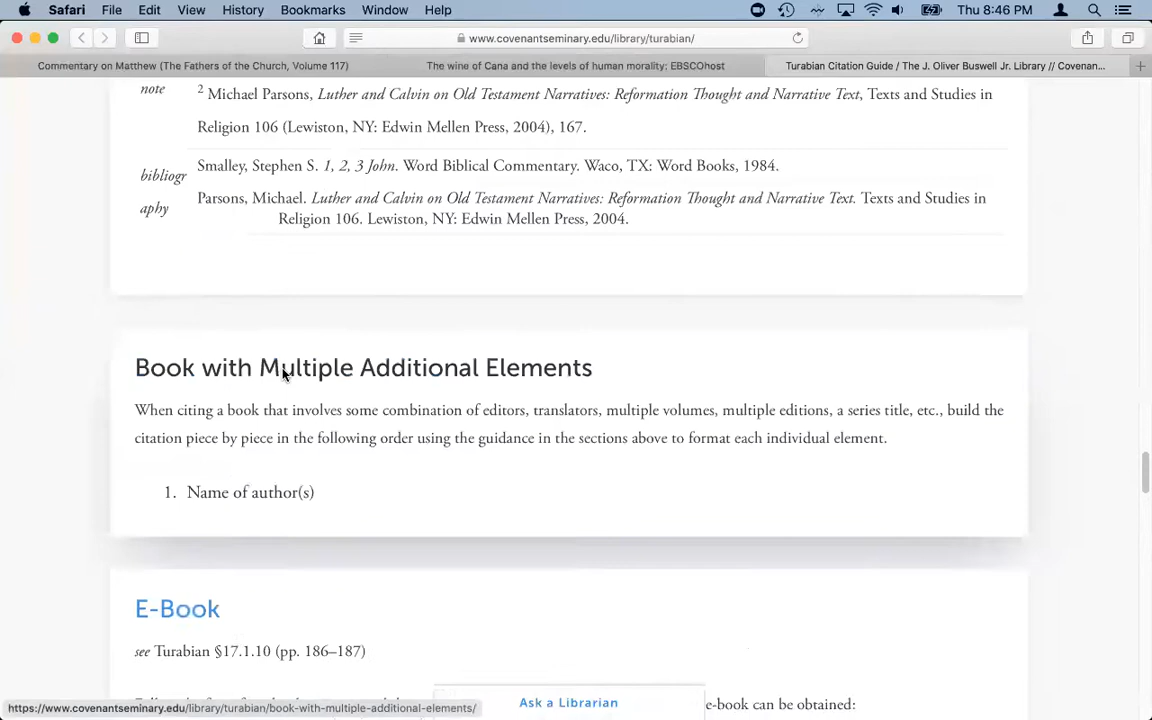 Safari File Edit View History Bookmarks Window Help Thu 8:46 PM
www.covenantseminary.edu/library/turabian/
Commentary on Matthew (The Fathers of the Church, Volume 117) The wine of Cana and the levels of human morality: EBSCOhost Turabian Citation Guide / The J. Oliver Buswell Jr. Library // Covenan...
note
2 Michael Parsons, Luther and Calvin on Old Testament Narratives: Reformation Thought and Narrative Text, Texts and Studies in
Religion 106 (Lewiston, NY: Edwin Mellen Press, 2004), 167.
bibliogr
aphy
Smalley, Stephen S. 1, 2, 3 John. Word Biblical Commentary. Waco, TX: Word Books, 1984.
Parsons, Michael. Luther and Calvin on Old Testament Narratives: Reformation Thought and Narrative Text. Texts and Studies in
Religion 106. Lewiston, NY: Edwin Mellen Press, 2004.
Book with Multiple Additional Elements
When citing a book that involves some combination of editors, translators, multiple volumes, multiple editions, a series title, etc., build the
citation piece by piece in the following order using the guidance in the sections above to format each individual element.
1. Name of author(s)
E-Book
see Turabian §17.1.10 (pp. 186–187)
e-book can be obtained:
Ask a Librarian
https://www.covenantseminary.edu/library/turabian/book-with-multiple-additional-elements/